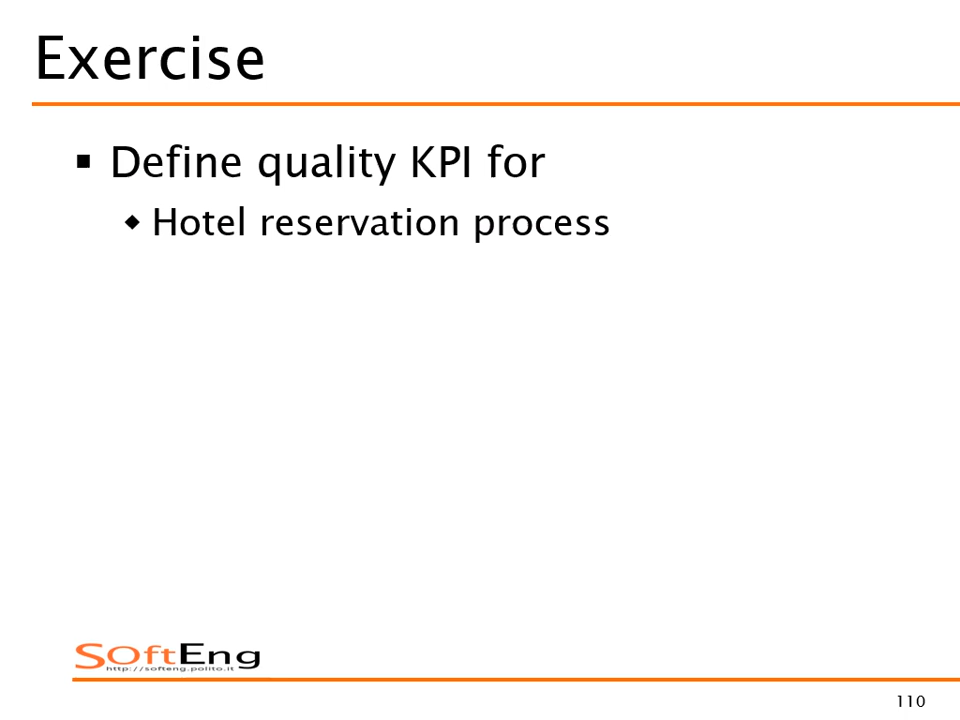 Exercise
▪ Define quality KPI for
◆ Hotel reservation process
SOftEng
http://softeng.polito.it
110